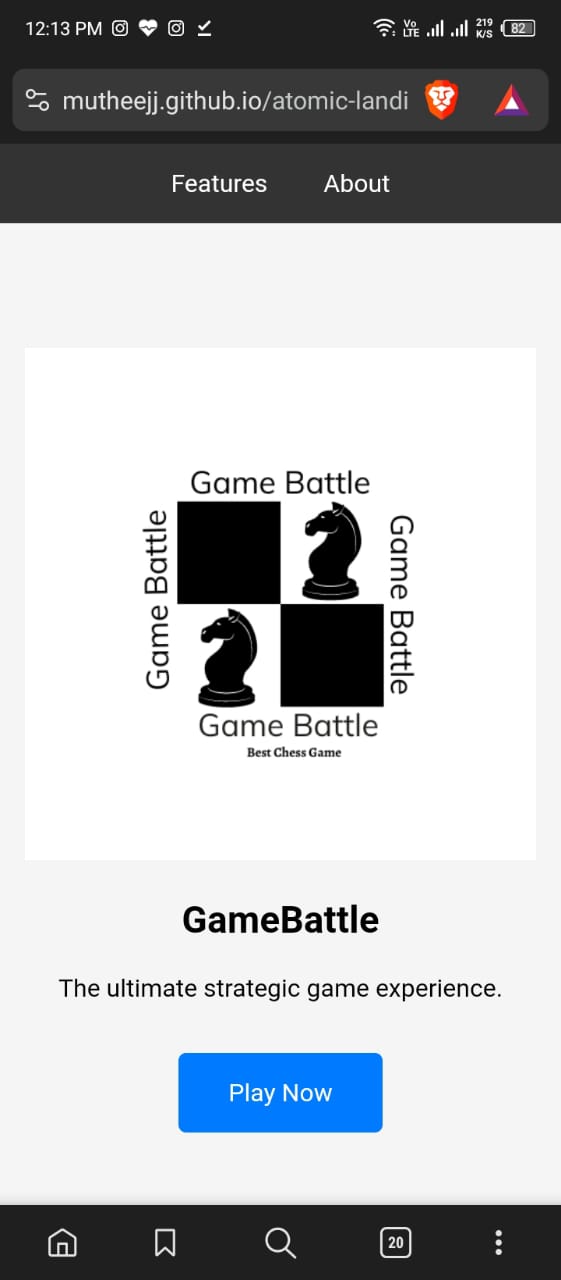 12:13 PM
Vo
LTE
219
K/S
82
mutheejj.github.io/atomic-landi
Features About
Game Battle
Game Battle
Game Battle
Game Battle
Best Chess Game
GameBattle
The ultimate strategic game experience.
Play Now
20